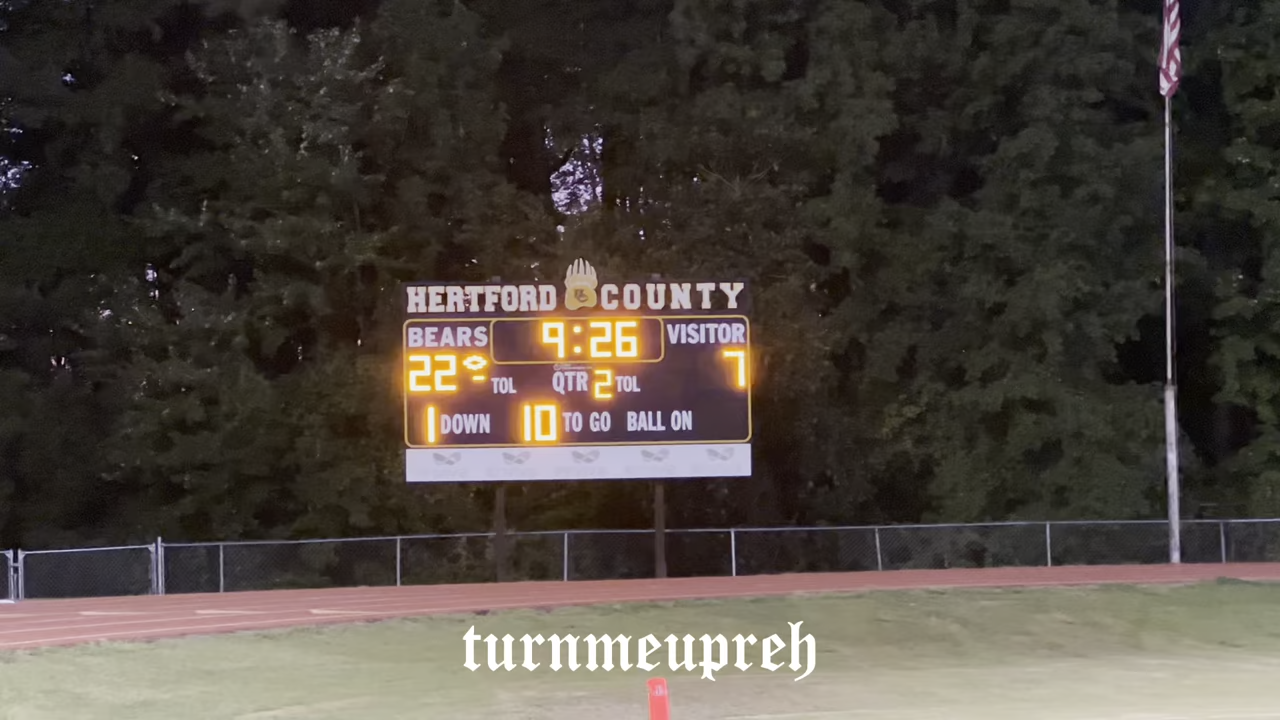 HERTFORD COUNTY
BEARS 9:26 VISITOR
22 TOL QTR 2 TOL 7
1 DOWN 10 TO GO BALL ON
turnmeupreh